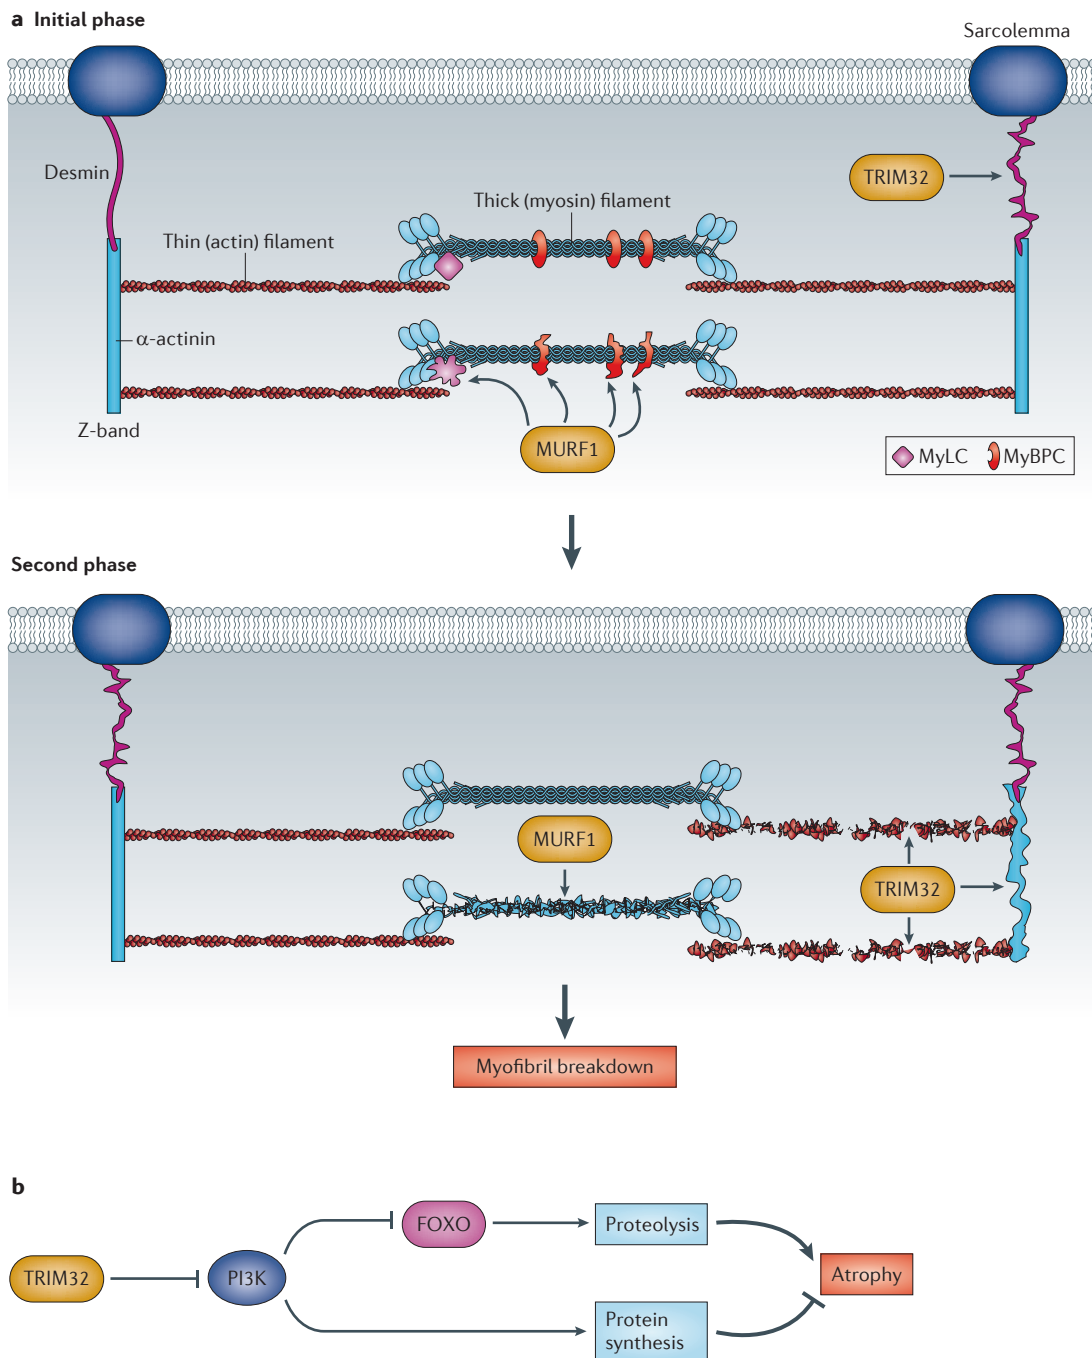 a Initial phase
Sarcolemma
Desmin
TRIM32
Thick (myosin) filament
Thin (actin) filament
α-actinin
Z-band
MURF1
MyLC
MyBPC
Second phase
MURF1
TRIM32
Myofibril breakdown
b
FOXO
Proteolysis
TRIM32
PI3K
Atrophy
Protein
synthesis